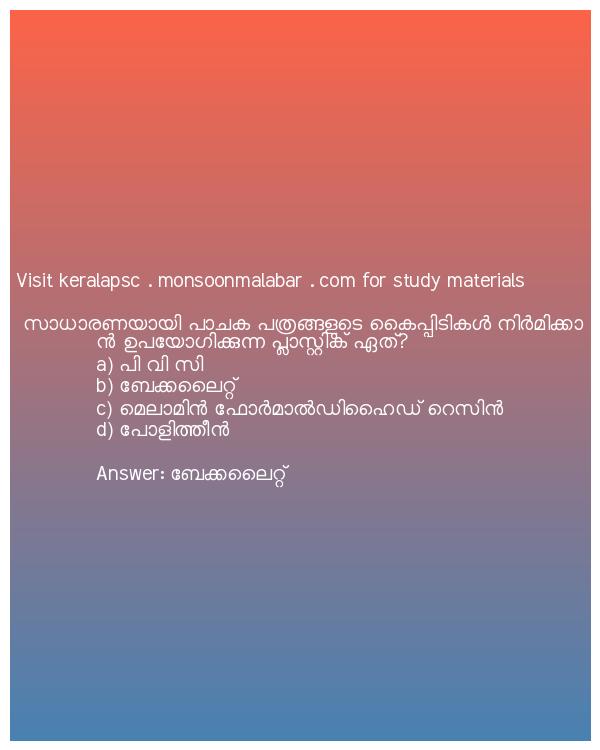 Visit keralapsc . monsoonmalabar . com for study materials
സാധാരണയായി പാചക പത്രങ്ങളുടെ കൈപ്പിടികൾ നിർമിക്കാ
ൻ ഉപയോഗിക്കുന്ന പ്ലാസ്റ്റിക് ഏത്?
a) പി വി സി
b) ബേക്കലൈറ്റ്
c) മെലാമിൻ ഫോർമാൽഡിഹൈഡ് റെസിൻ
d) പോളിത്തീൻ
Answer: ബേക്കലൈറ്റ്